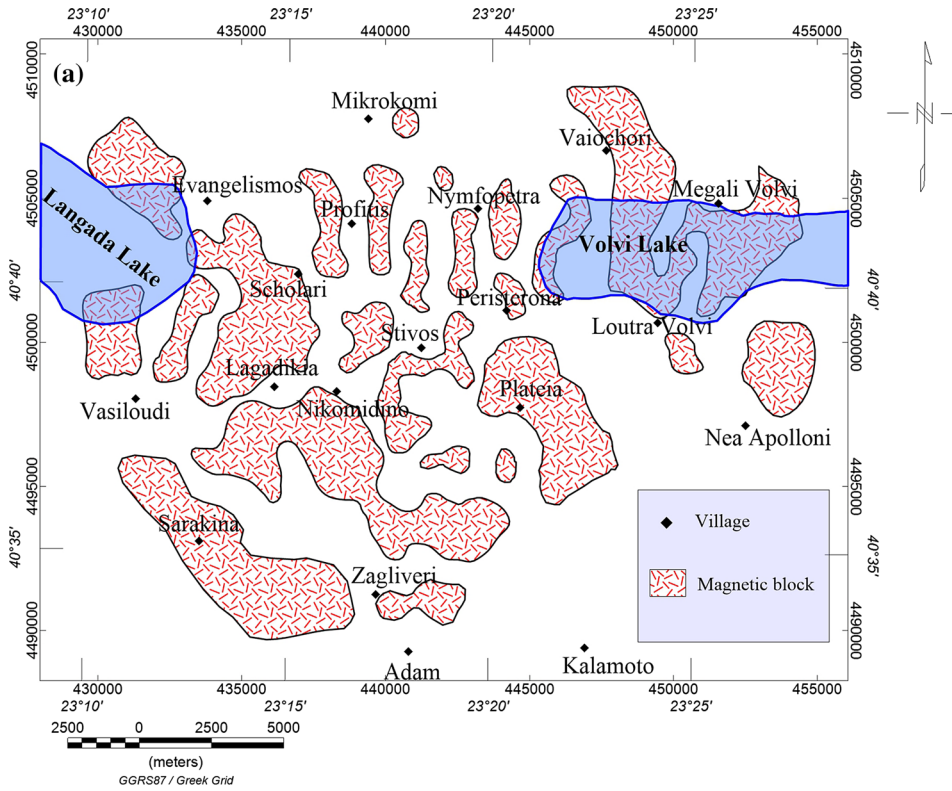 23°10′ 23°15′ 23°20′ 23°25′
430000 435000 440000 445000 450000 455000
(a)
4510000 4510000
Mikrokomi
Vaiochori
N
Evangelismos
Nymfopetra
Megali Volvi
4505000 4505000
Profitis
Langada Lake
Volvi Lake
40°40′ 40°40′
Scholari
Peristerona
Loutra Volvi
4500000 4500000
Stivos
Lagadikia
Plateia
Vasiloudi
Nikomidino
Nea Apolloni
4495000 4495000
Sarakina
Village
40°35′ 40°35′
Zagliveri
Magnetic block
4490000 4490000
Adam
Kalamoto
430000 435000 440000 445000 450000 455000
23°10′ 23°15′ 23°20′ 23°25′
2500 0 2500 5000
(meters)
GGRS87 / Greek Grid